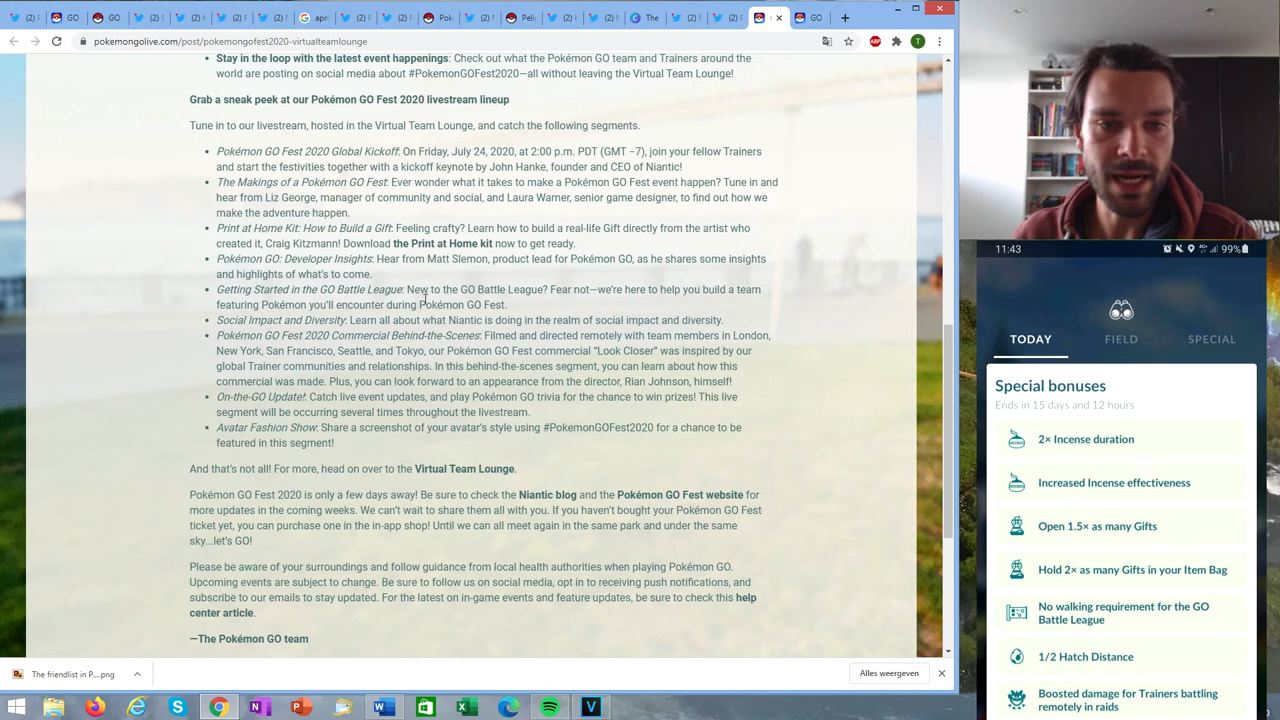 (2)
(2)
(2)
Pok
(2)
apri
Goo
(2)
(2)
(2)
Pok
Peli
(2)
The
(2)
(2)
GO
pokemongolive.com/post/pokemongofest2020-virtualteamlounge
ABP
T
• Stay in the loop with the latest event happenings: Check out what the Pokémon GO team and Trainers around the
world are posting on social media about #PokemonGOFest2020—all without leaving the Virtual Team Lounge!
Grab a sneak peek at our Pokémon GO Fest 2020 livestream lineup
Tune in to our livestream, hosted in the Virtual Team Lounge, and catch the following segments.
• Pokémon GO Fest 2020 Global Kickoff: On Friday, July 24, 2020, at 2:00 p.m. PDT (GMT −7), join your fellow Trainers
and start the festivities together with a kickoff keynote by John Hanke, founder and CEO of Niantic!
• The Makings of a Pokémon GO Fest: Ever wonder what it takes to make a Pokémon GO Fest event happen? Tune in and
hear from Liz George, manager of community and social, and Laura Warner, senior game designer, to find out how we
make the adventure happen.
• Print at Home Kit: How to Build a Gift: Feeling crafty? Learn how to build a real-life Gift directly from the artist who
created it, Craig Kitzmann! Download the Print at Home kit now to get ready.
• Pokémon GO: Developer Insights: Hear from Matt Slemon, product lead for Pokémon GO, as he shares some insights
and highlights of what's to come.
• Getting Started in the GO Battle League: New to the GO Battle League? Fear not—we're here to help you build a team
featuring Pokémon you'll encounter during Pokémon GO Fest.
• Social Impact and Diversity: Learn all about what Niantic is doing in the realm of social impact and diversity.
• Pokémon GO Fest 2020 Commercial Behind-the-Scenes: Filmed and directed remotely with team members in London,
New York, San Francisco, Seattle, and Tokyo, our Pokémon GO Fest commercial “Look Closer” was inspired by our
global Trainer communities and relationships. In this behind-the-scenes segment, you can learn about how this
commercial was made. Plus, you can look forward to an appearance from the director, Rian Johnson, himself!
• On-the-GO Update!: Catch live event updates, and play Pokémon GO trivia for the chance to win prizes! This live
segment will be occurring several times throughout the livestream.
• Avatar Fashion Show: Share a screenshot of your avatar's style using #PokemonGOFest2020 for a chance to be
featured in this segment!
And that's not all! For more, head on over to the Virtual Team Lounge.
Pokémon GO Fest 2020 is only a few days away! Be sure to check the Niantic blog and the Pokémon GO Fest website for
more updates in the coming weeks. We can't wait to share them all with you. If you haven't bought your Pokémon GO Fest
ticket yet, you can purchase one in the in-app shop! Until we can all meet again in the same park and under the same
sky...let's GO!
Please be aware of your surroundings and follow guidance from local health authorities when playing Pokémon GO.
Upcoming events are subject to change. Be sure to follow us on social media, opt in to receiving push notifications, and
subscribe to our emails to stay updated. For the latest on in-game events and feature updates, be sure to check this help
center article.
—The Pokémon GO team
The friendlist in P....png
Alles weergeven
11:43
99%
TODAY
FIELD
SPECIAL
Special bonuses
Ends in 15 days and 12 hours
2× Incense duration
Increased Incense effectiveness
Open 1.5× as many Gifts
Hold 2× as many Gifts in your Item Bag
No walking requirement for the GO
Battle League
1/2 Hatch Distance
Boosted damage for Trainers battling
remotely in raids